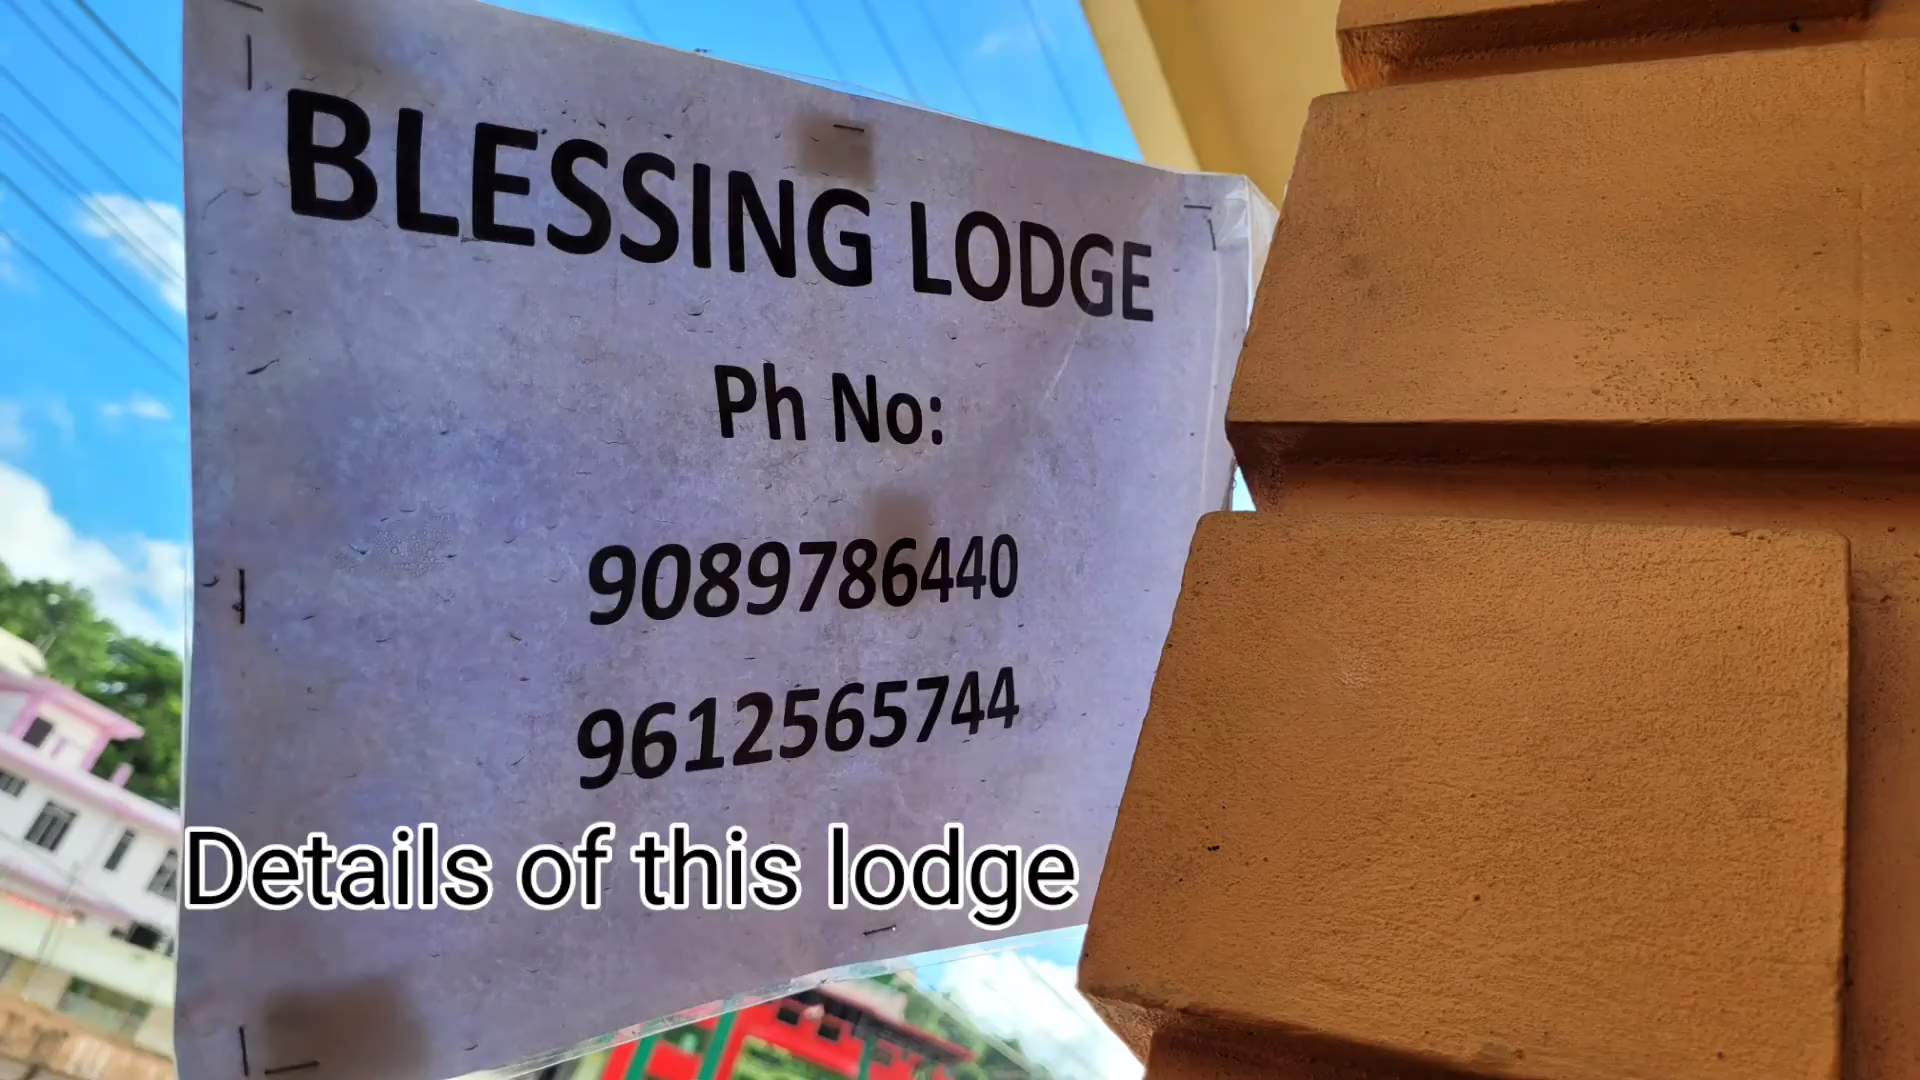 BLESSING LODGE
Ph No:
9089786440
9612565744
Details of this lodge